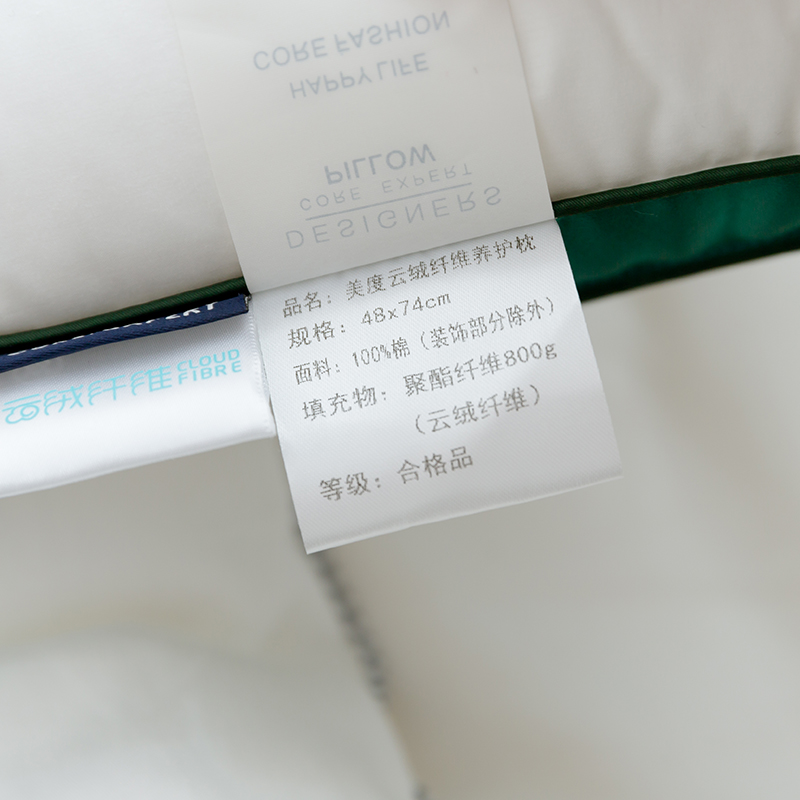 CORE FASHION
HAPPY LIFE
PILLOW
CORE EXPERT
DESIGNERS
品名：美度云绒纤维养护枕
规格：48x74cm
面料：100%棉（装饰部分除外）
填充物：聚酯纤维800g
（云绒纤维）
等级：合格品
云绒纤维 CLOUD
FIBRE